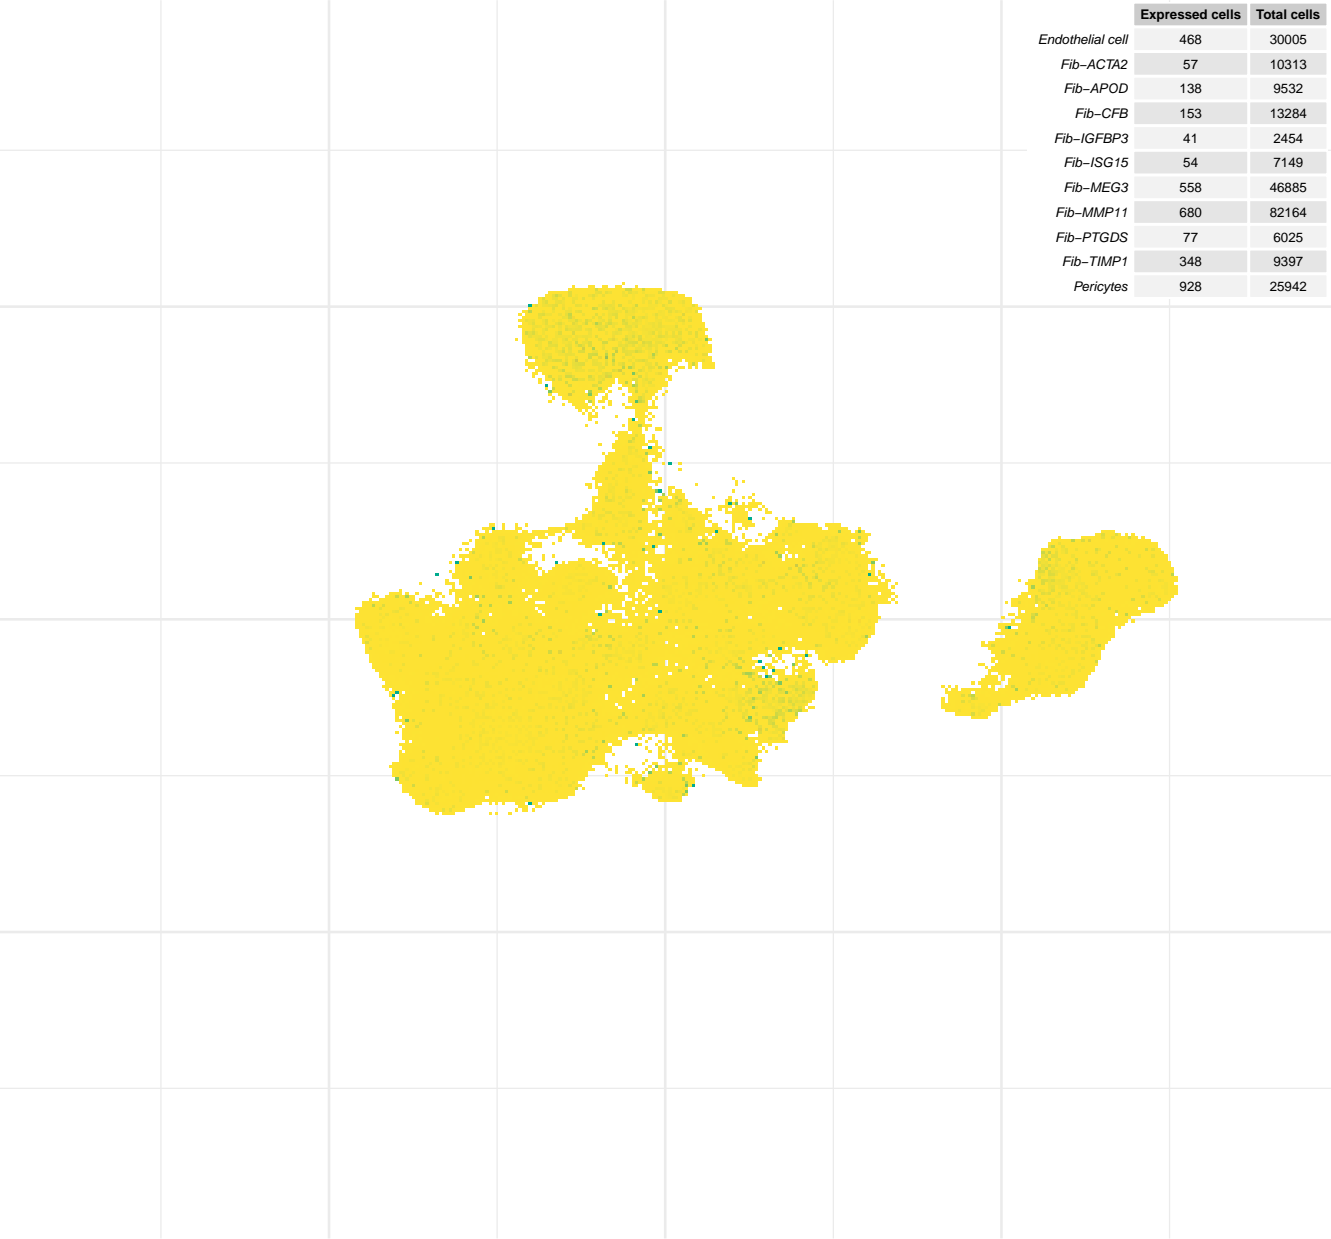 Expressed cells Total cells
Endothelial cell 468 30005
Fib−ACTA2 57 10313
Fib−APOD 138 9532
Fib−CFB 153 13284
Fib−IGFBP3 41 2454
Fib−ISG15 54 7149
Fib−MEG3 558 46885
Fib−MMP11 680 82164
Fib−PTGDS 77 6025
Fib−TIMP1 348 9397
Pericytes 928 25942